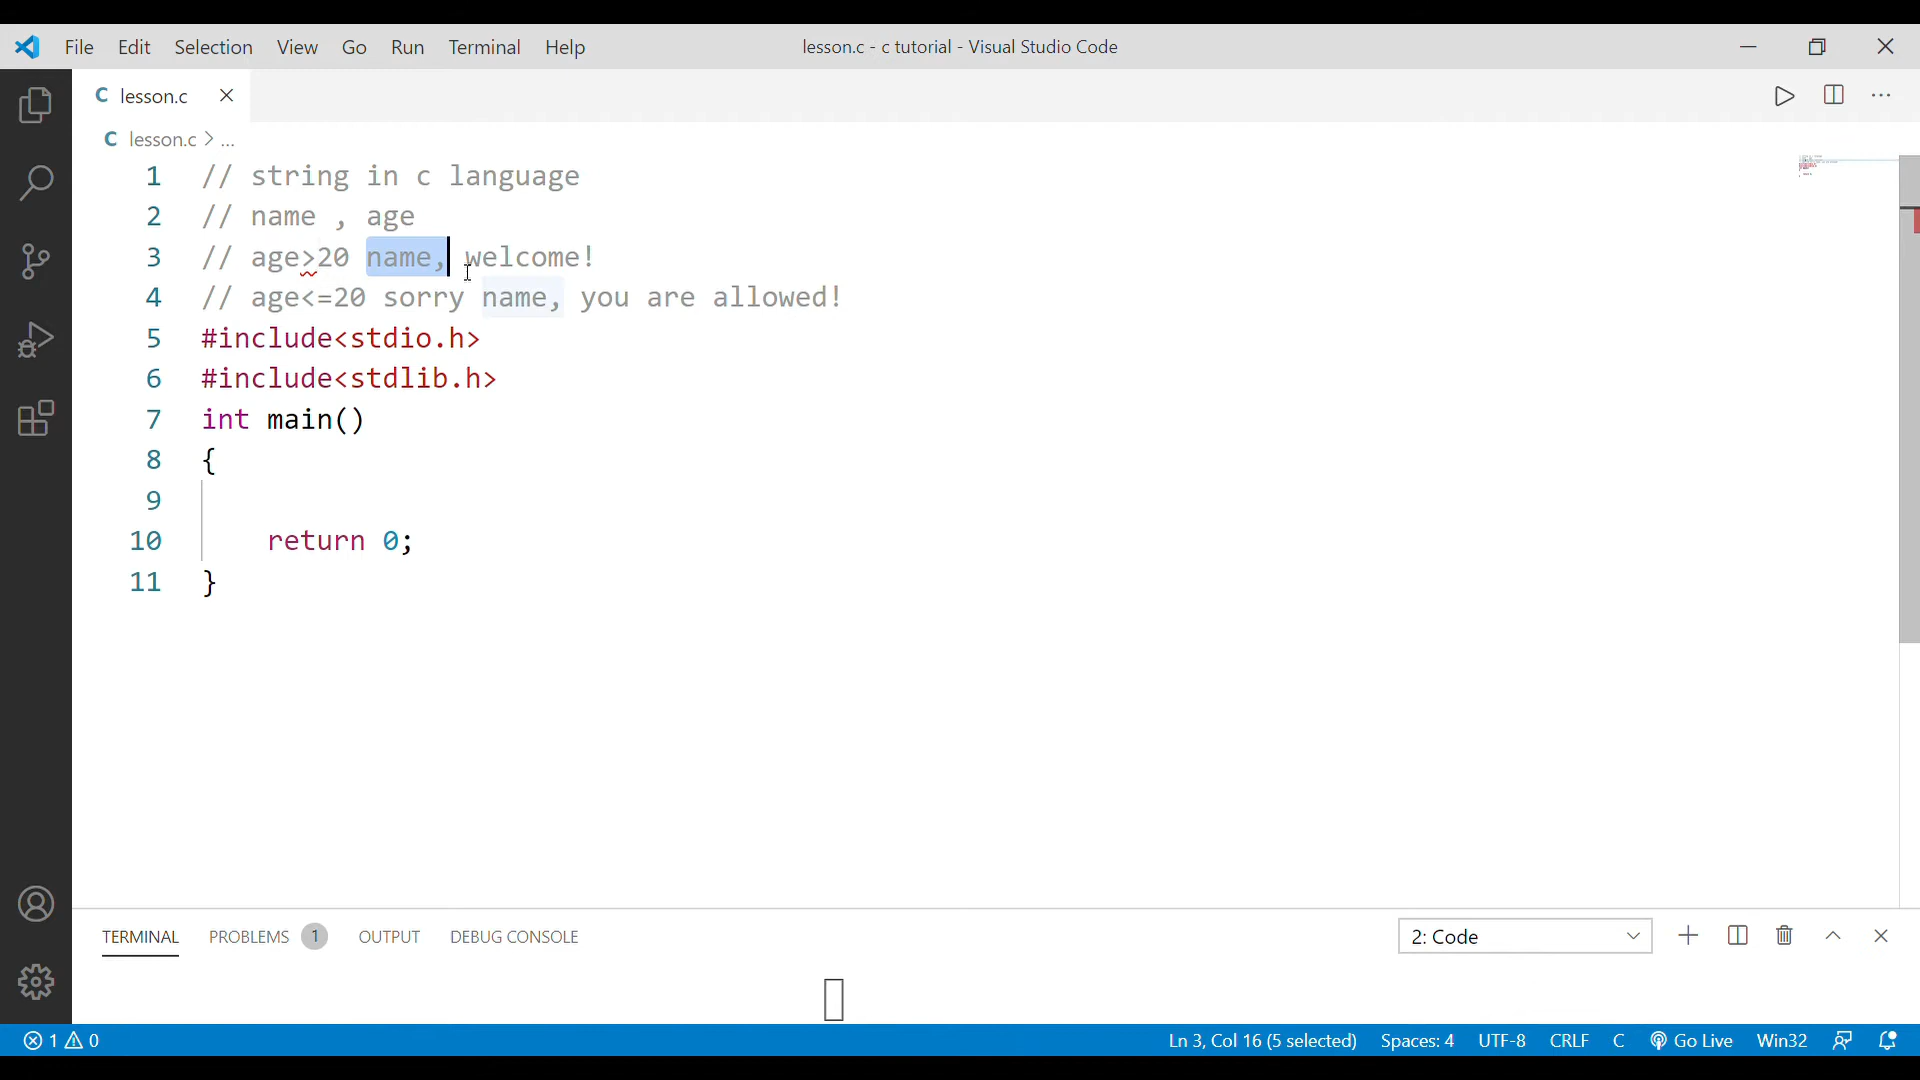 File Edit Selection View Go Run Terminal Help lesson.c - c tutorial - Visual Studio Code
C lesson.c
C lesson.c > ...
1 // string in c language
2 // name , age
3 // age>20 name, welcome!
4 // age<=20 sorry name, you are allowed!
5 #include<stdio.h>
6 #include<stdlib.h>
7 int main()
8 {
9
10 return 0;
11 }
TERMINAL PROBLEMS 1 OUTPUT DEBUG CONSOLE 2: Code
1 0 Ln 3, Col 16 (5 selected) Spaces: 4 UTF-8 CRLF C Go Live Win32